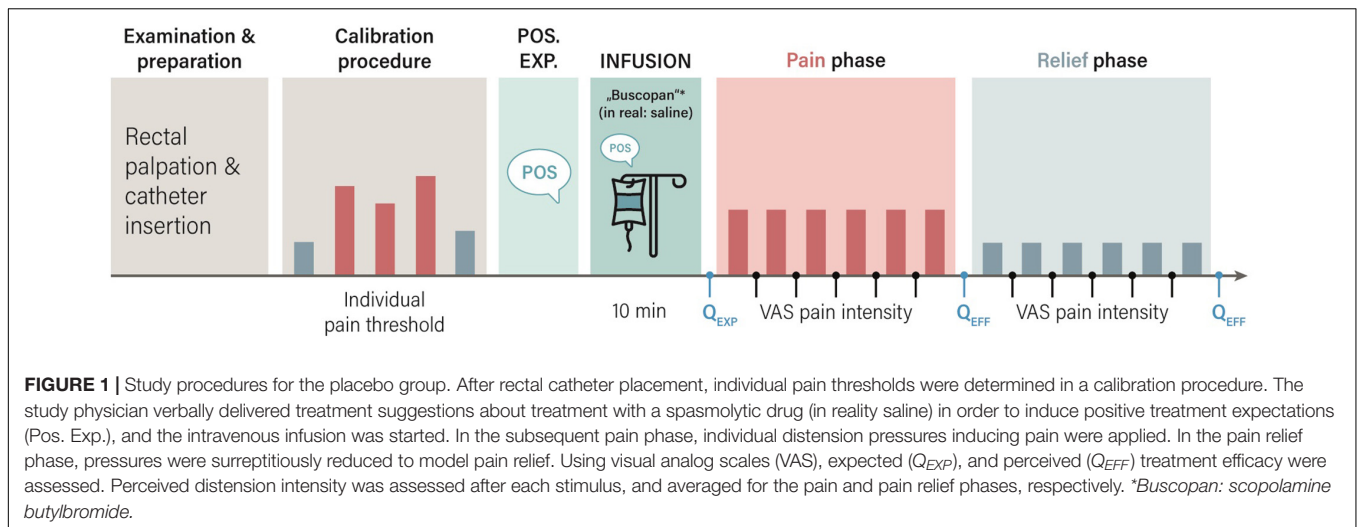 Examination &
preparation
Calibration
procedure
POS.
EXP.
INFUSION
Pain phase
Relief phase
Rectal
palpation &
catheter
insertion
POS
„Buscopan“*
(in real: saline)
POS
Individual
pain threshold
10 min
QEXP
VAS pain intensity
QEFF
VAS pain intensity
QEFF
FIGURE 1 | Study procedures for the placebo group. After rectal catheter placement, individual pain thresholds were determined in a calibration procedure. The
study physician verbally delivered treatment suggestions about treatment with a spasmolytic drug (in reality saline) in order to induce positive treatment expectations
(Pos. Exp.), and the intravenous infusion was started. In the subsequent pain phase, individual distension pressures inducing pain were applied. In the pain relief
phase, pressures were surreptitiously reduced to model pain relief. Using visual analog scales (VAS), expected (QEXP), and perceived (QEFF) treatment efficacy were
assessed. Perceived distension intensity was assessed after each stimulus, and averaged for the pain and pain relief phases, respectively. *Buscopan: scopolamine
butylbromide.